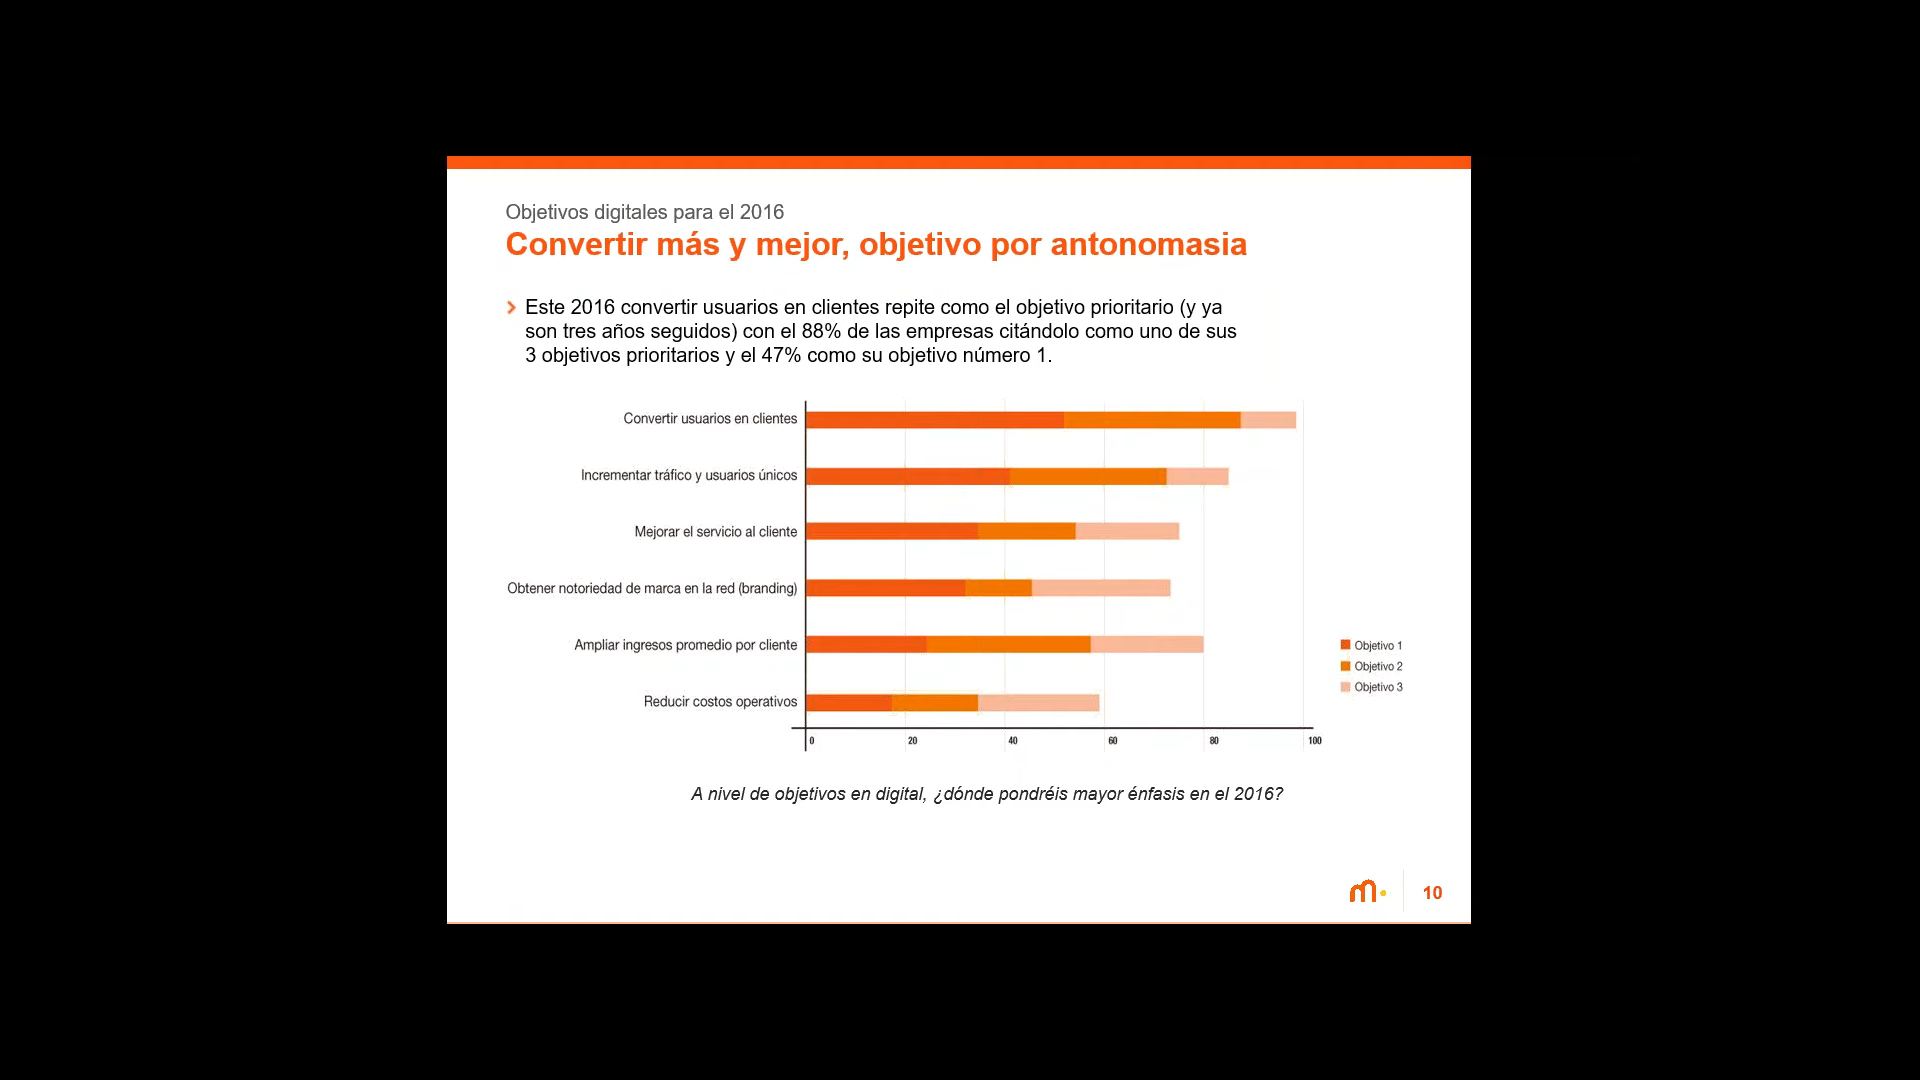 Objetivos digitales para el 2016
Convertir más y mejor, objetivo por antonomasia
Este 2016 convertir usuarios en clientes repite como el objetivo prioritario (y ya
son tres años seguidos) con el 88% de las empresas citándolo como uno de sus
3 objetivos prioritarios y el 47% como su objetivo número 1.
Convertir usuarios en clientes
Incrementar tráfico y usuarios únicos
Mejorar el servicio al cliente
Obtener notoriedad de marca en la red (branding)
Ampliar ingresos promedio por cliente
Reducir costos operativos
0 20 40 60 80 100
Objetivo 1
Objetivo 2
Objetivo 3
A nivel de objetivos en digital, ¿dónde pondréis mayor énfasis en el 2016?
m
10